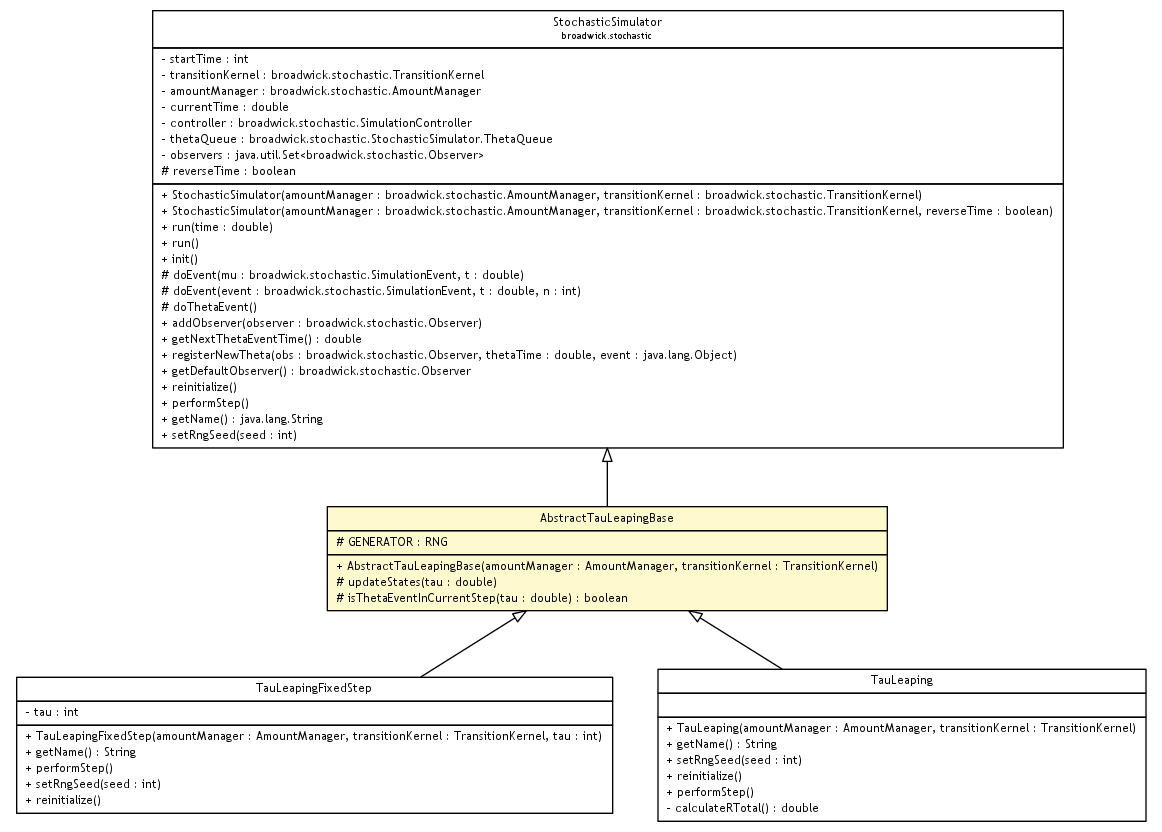 StochasticSimulator
broadwick.stochastic
- startTime : int
- transitionKernel : broadwick.stochastic.TransitionKernel
- amountManager : broadwick.stochastic.AmountManager
- currentTime : double
- controller : broadwick.stochastic.SimulationController
- thetaQueue : broadwick.stochastic.StochasticSimulator.ThetaQueue
- observers : java.util.Set<broadwick.stochastic.Observer>
# reverseTime : boolean
+ StochasticSimulator(amountManager : broadwick.stochastic.AmountManager, transitionKernel : broadwick.stochastic.TransitionKernel)
+ StochasticSimulator(amountManager : broadwick.stochastic.AmountManager, transitionKernel : broadwick.stochastic.TransitionKernel, reverseTime : boolean)
+ run(time : double)
+ run()
+ init()
# doEvent(mu : broadwick.stochastic.SimulationEvent, t : double)
# doEvent(event : broadwick.stochastic.SimulationEvent, t : double, n : int)
# doThetaEvent()
+ addObserver(observer : broadwick.stochastic.Observer)
+ getNextThetaEventTime() : double
+ registerNewTheta(obs : broadwick.stochastic.Observer, thetaTime : double, event : java.lang.Object)
+ getDefaultObserver() : broadwick.stochastic.Observer
+ reinitialize()
+ performStep()
+ getName() : java.lang.String
+ setRngSeed(seed : int)
AbstractTauLeapingBase
# GENERATOR : RNG
+ AbstractTauLeapingBase(amountManager : AmountManager, transitionKernel : TransitionKernel)
# updateStates(tau : double)
# isThetaEventInCurrentStep(tau : double) : boolean
TauLeapingFixedStep
- tau : int
+ TauLeapingFixedStep(amountManager : AmountManager, transitionKernel : TransitionKernel, tau : int)
+ getName() : String
+ performStep()
+ setRngSeed(seed : int)
+ reinitialize()
TauLeaping
+ TauLeaping(amountManager : AmountManager, transitionKernel : TransitionKernel)
+ getName() : String
+ setRngSeed(seed : int)
+ reinitialize()
+ performStep()
- calculateRTotal() : double